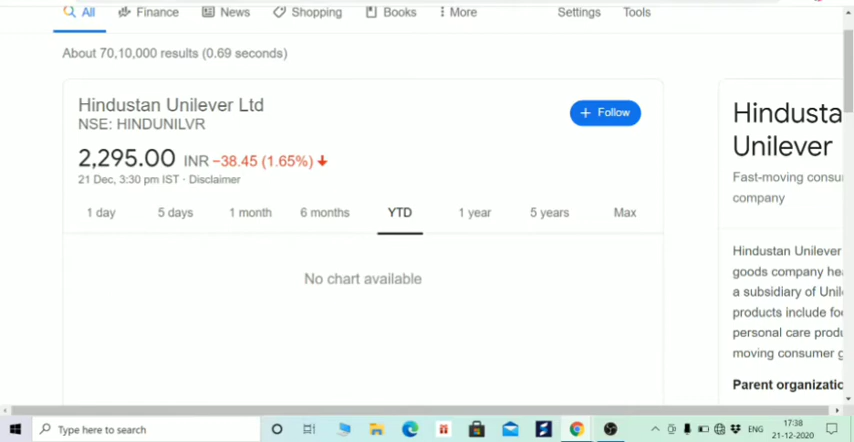 All Finance News Shopping Books More Settings Tools
About 70,10,000 results (0.69 seconds)
Hindustan Unilever Ltd
NSE: HINDUNILVR
+ Follow
2,295.00 INR −38.45 (1.65%)
21 Dec, 3:30 pm IST · Disclaimer
1 day 5 days 1 month 6 months YTD 1 year 5 years Max
No chart available
Hindusta
Unilever
Fast-moving consu
company
Hindustan Unilever
goods company hea
a subsidiary of Unil
products include fo
personal care produ
moving consumer g
Parent organizatio
Type here to search
ENG
17:38
21-12-2020